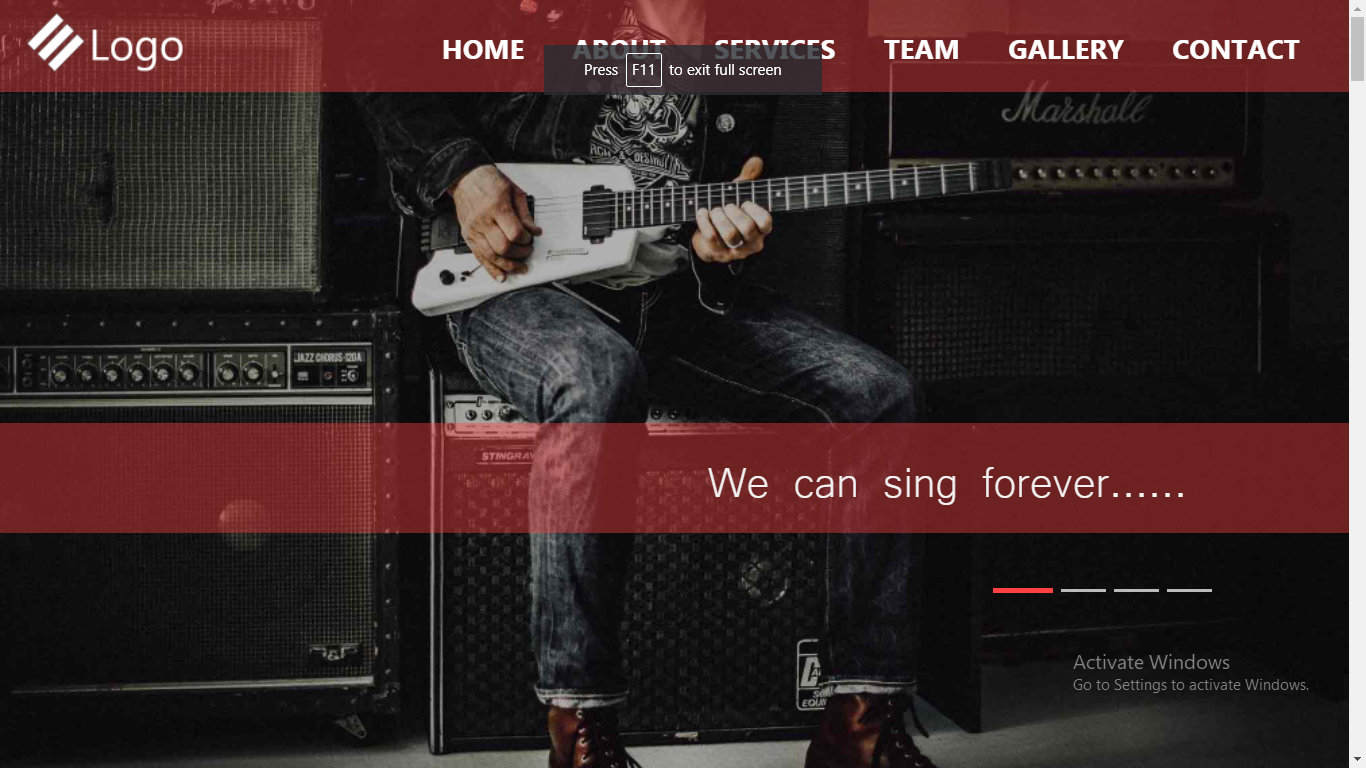 Logo
HOME ABOUT SERVICES TEAM GALLERY CONTACT
Press F11 to exit full screen
Marshall
DESTROY
JAZZ CHORUS-120A
STINGRAY
We can sing forever......
Activate Windows
Go to Settings to activate Windows.